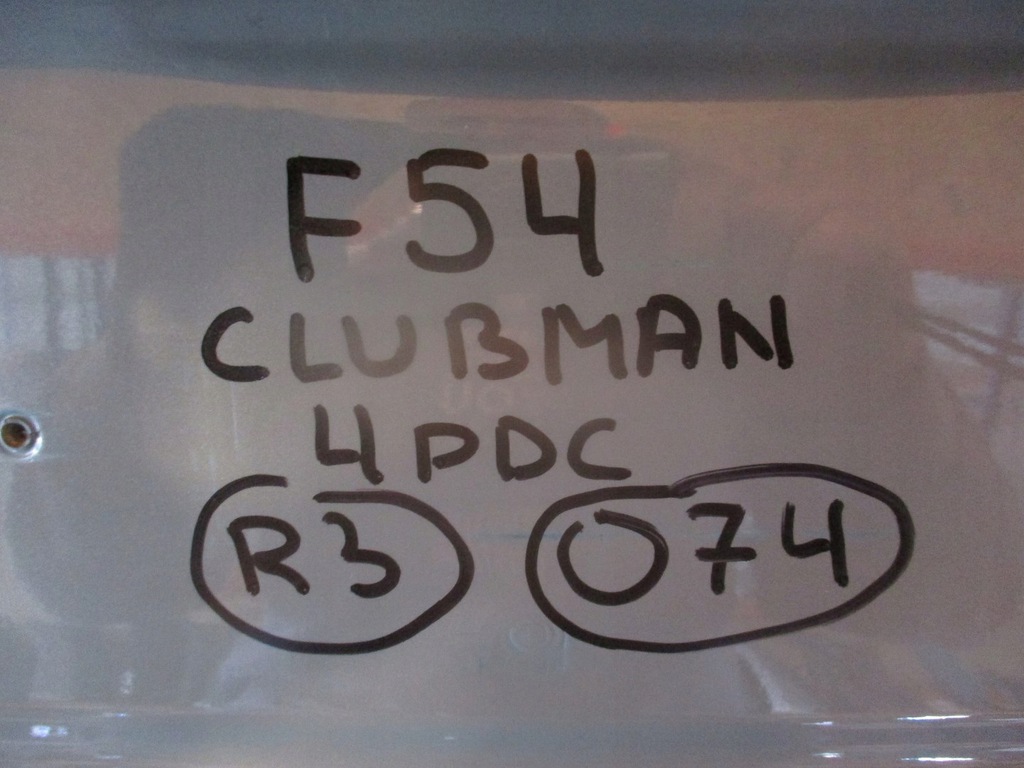 F54
CLUBMAN
4PDC
R3 074